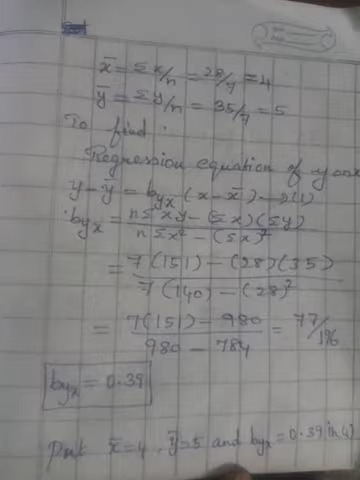 x̄ = Σx/n = 28/7 = 4
ȳ = Σy/n = 35/7 = 5
To find.
Regression equation of y on x
y - ȳ = byx (x - x̄) → (1)
byx = nΣxy - (Σx)(Σy) / nΣx² - (Σx)²
= 7(151) - (28)(35) / 7(140) - (28)²
= 7(151) - 980 / 980 - 784 = 77/196
byx = 0.39
Put x̄ = 4, ȳ = 5 and byx = 0.39 in